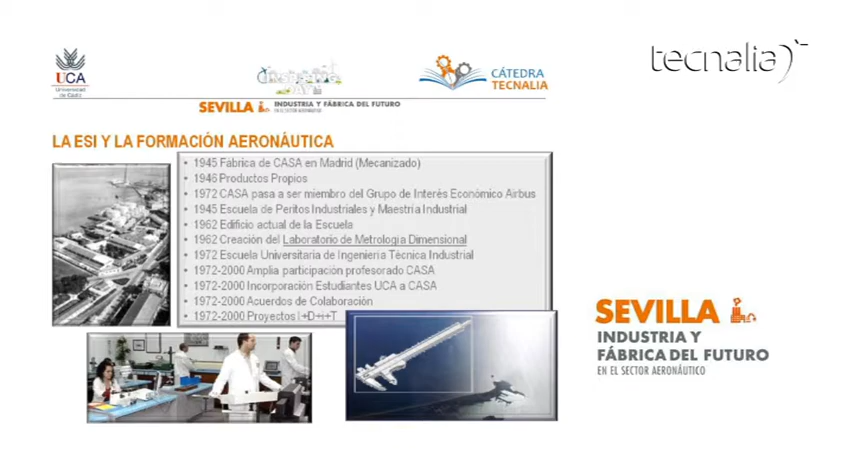 UCA
Universidad
de Cádiz
CÁTEDRA
TECNALIA
tecnalia
SEVILLA
INDUSTRIA Y FÁBRICA DEL FUTURO
EN EL SECTOR AERONÁUTICO
LA ESI Y LA FORMACIÓN AERONÁUTICA
• 1945 Fábrica de CASA en Madrid (Mecanizado)
• 1946 Productos Propios
• 1972 CASA pasa a ser miembro del Grupo de Interés Económico Airbus
• 1945 Escuela de Peritos Industriales y Maestría Industrial
• 1962 Edificio actual de la Escuela
• 1962 Creación del Laboratorio de Metrología Dimensional
• 1972 Escuela Universitaria de Ingeniería Técnica Industrial
• 1972-2000 Amplia participación profesorado CASA
• 1972-2000 Incorporación Estudiantes UCA a CASA
• 1972-2000 Acuerdos de Colaboración
• 1972-2000 Proyectos I+D+i+T
SEVILLA
INDUSTRIA Y
FÁBRICA DEL FUTURO
EN EL SECTOR AERONÁUTICO